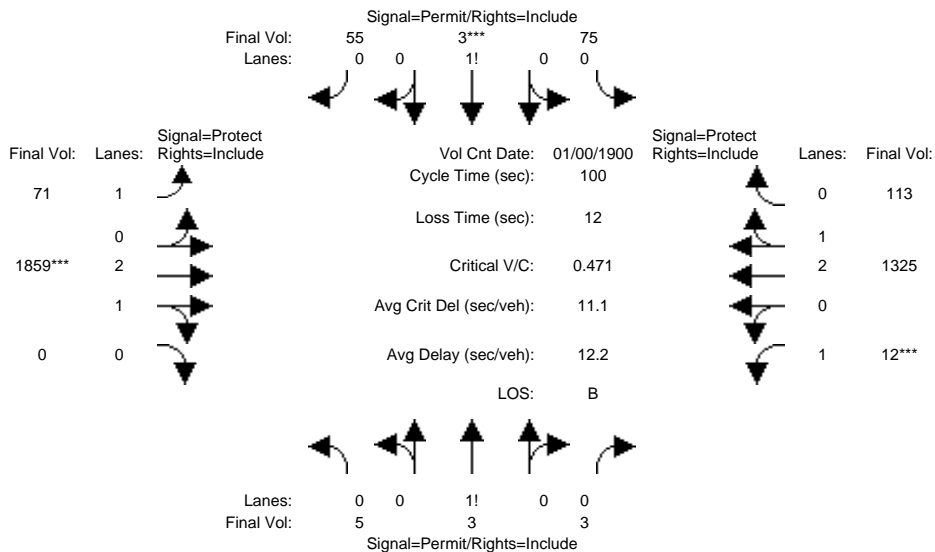 Signal=Permit/Rights=Include
Final Vol: 55 3*** 75
Lanes: 0 0 1! 0 0
Signal=Protect Signal=Protect
Final Vol: Lanes: Rights=Include Vol Cnt Date: 01/00/1900 Rights=Include Lanes: Final Vol:
Cycle Time (sec): 100
71 1 0 113
Loss Time (sec): 12
0 1
1859*** 2 Critical V/C: 0.471 2 1325
1 Avg Crit Del (sec/veh): 11.1 0
0 0 Avg Delay (sec/veh): 12.2 1 12***
LOS: B
Lanes: 0 0 1! 0 0
Final Vol: 5 3 3
Signal=Permit/Rights=Include